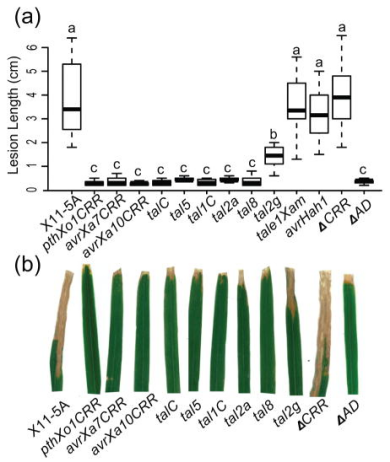 (a)
Lesion Length (cm)
6
5
4
3
2
1
0
a c c c c c c c c b a a a c
X11-5A pthXo1CRR avrXa7CRR avrXa10CRR talC tal5 tal1C tal2a tal8 tal2g tale1Xam avrHah1 ΔCRR ΔAD
(b)
X11-5A pthXo1CRR avrXa7CRR avrXa10CRR talC tal5 tal1C tal2a tal8 tal2g ΔCRR ΔAD